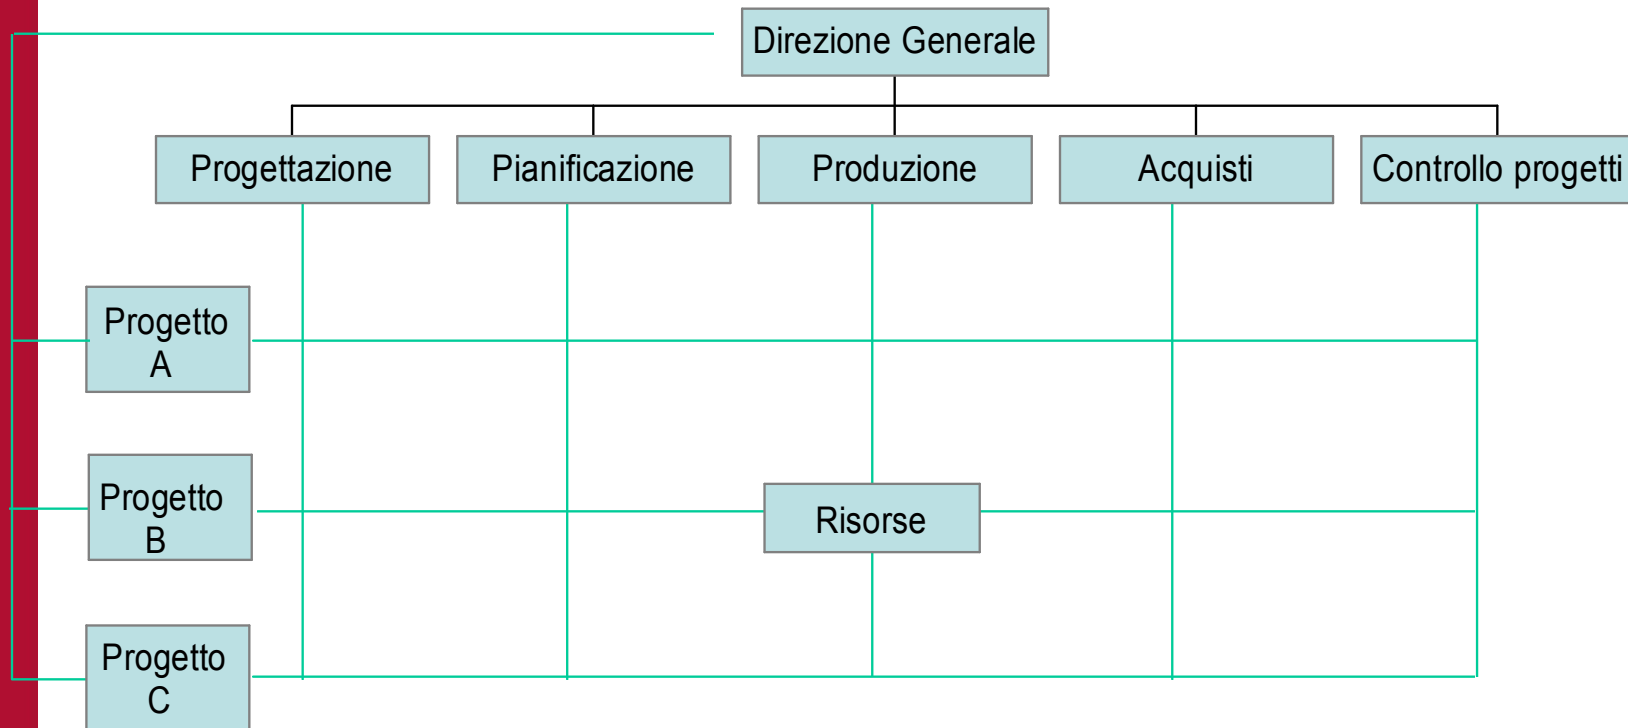 Direzione Generale
Progettazione
Pianificazione
Produzione
Acquisti
Controllo progetti
Progetto
A
Progetto
B
Risorse
Progetto
C